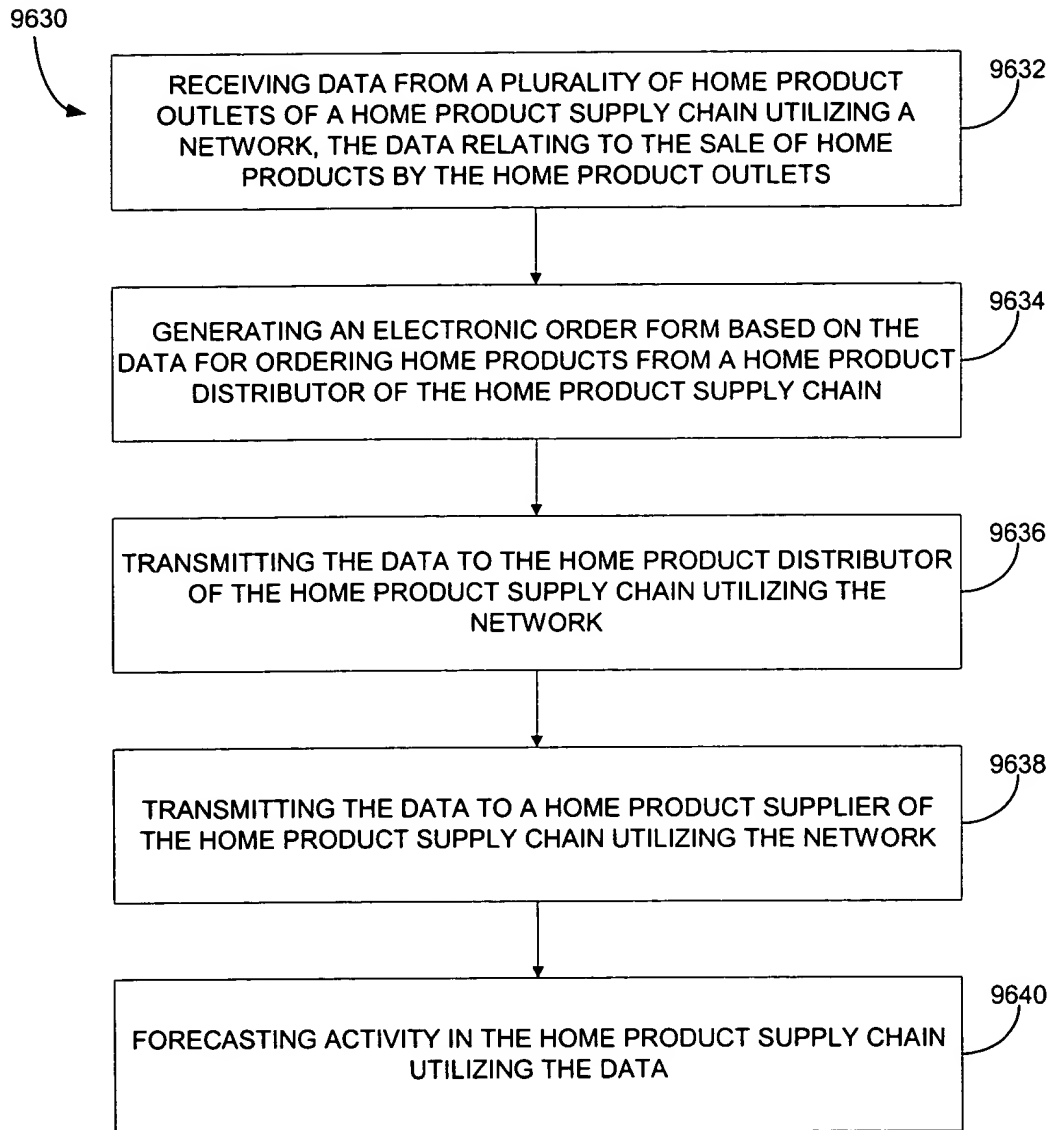 9630
RECEIVING DATA FROM A PLURALITY OF HOME PRODUCT
OUTLETS OF A HOME PRODUCT SUPPLY CHAIN UTILIZING A
NETWORK, THE DATA RELATING TO THE SALE OF HOME
PRODUCTS BY THE HOME PRODUCT OUTLETS
9632
GENERATING AN ELECTRONIC ORDER FORM BASED ON THE
DATA FOR ORDERING HOME PRODUCTS FROM A HOME PRODUCT
DISTRIBUTOR OF THE HOME PRODUCT SUPPLY CHAIN
9634
TRANSMITTING THE DATA TO THE HOME PRODUCT DISTRIBUTOR
OF THE HOME PRODUCT SUPPLY CHAIN UTILIZING THE
NETWORK
9636
TRANSMITTING THE DATA TO A HOME PRODUCT SUPPLIER OF
THE HOME PRODUCT SUPPLY CHAIN UTILIZING THE NETWORK
9638
FORECASTING ACTIVITY IN THE HOME PRODUCT SUPPLY CHAIN
UTILIZING THE DATA
9640